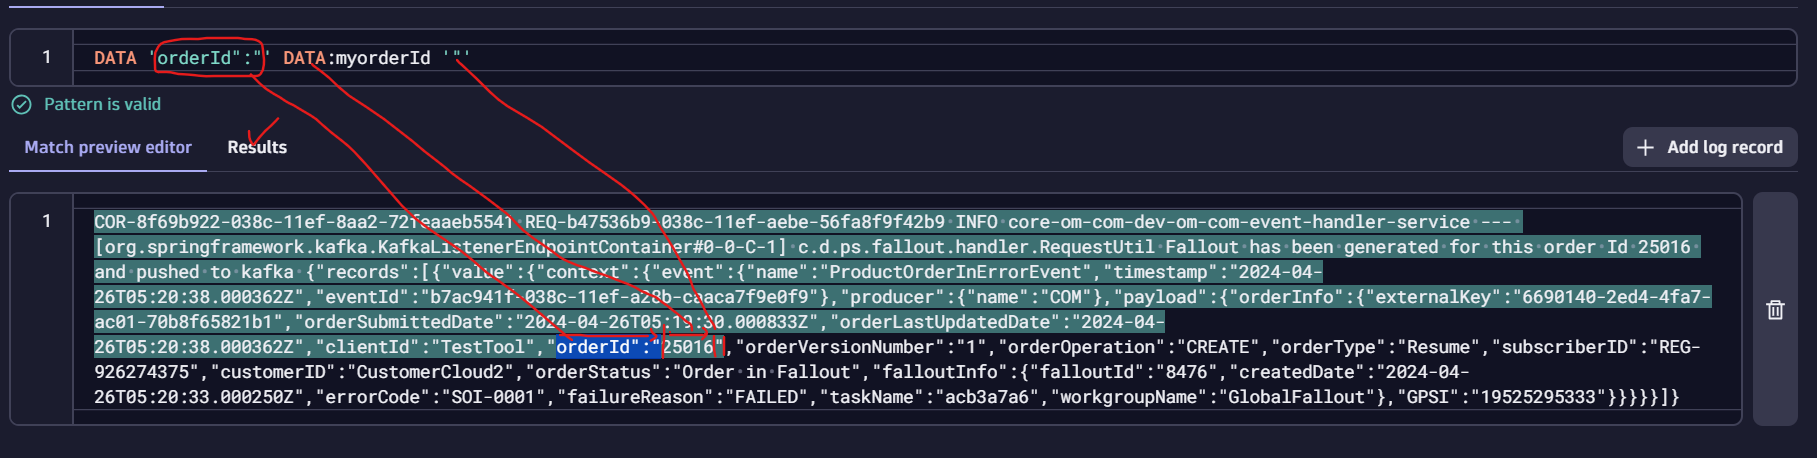 1
DATA 'orderId":"' DATA:myorderId '"'
Pattern is valid
Match preview editor
Results
Add log record
1
COR-8f69b922-038c-11ef-8aa2-72feaaeb5541 REQ-b47536b9-038c-11ef-aebe-56fa8f9f42b9 INFO core-om-com-dev-om-com-event-handler-service ---
[org.springframework.kafka.KafkaListenerEndpointContainer#0-0-C-1] c.d.ps.fallout.handler.RequestUtil Fallout has been generated for this order Id 25016
and pushed to kafka {"records":[{"value":{"context":{"event":{"name":"ProductOrderInErrorEvent","timestamp":"2024-04-
26T05:20:38.000362Z","eventId":"b7ac941f-038c-11ef-a28b-caaca7f9e0f9"},"producer":{"name":"COM"},"payload":{"orderInfo":{"externalKey":"6690140-2ed4-4fa7-
ac01-70b8f65821b1","orderSubmittedDate":"2024-04-26T05:19:30.000833Z","orderLastUpdatedDate":"2024-04-
26T05:20:38.000362Z","clientId":"TestTool","orderId":"25016","orderVersionNumber":"1","orderOperation":"CREATE","orderType":"Resume","subscriberID":"REG-
926274375","customerID":"CustomerCloud2","orderStatus":"Order in Fallout","falloutInfo":{"falloutId":"8476","createdDate":"2024-04-
26T05:20:33.000250Z","errorCode":"SOI-0001","failureReason":"FAILED","taskName":"acb3a7a6","workgroupName":"GlobalFallout"},"GPSI":"19525295333"}}}}}]}